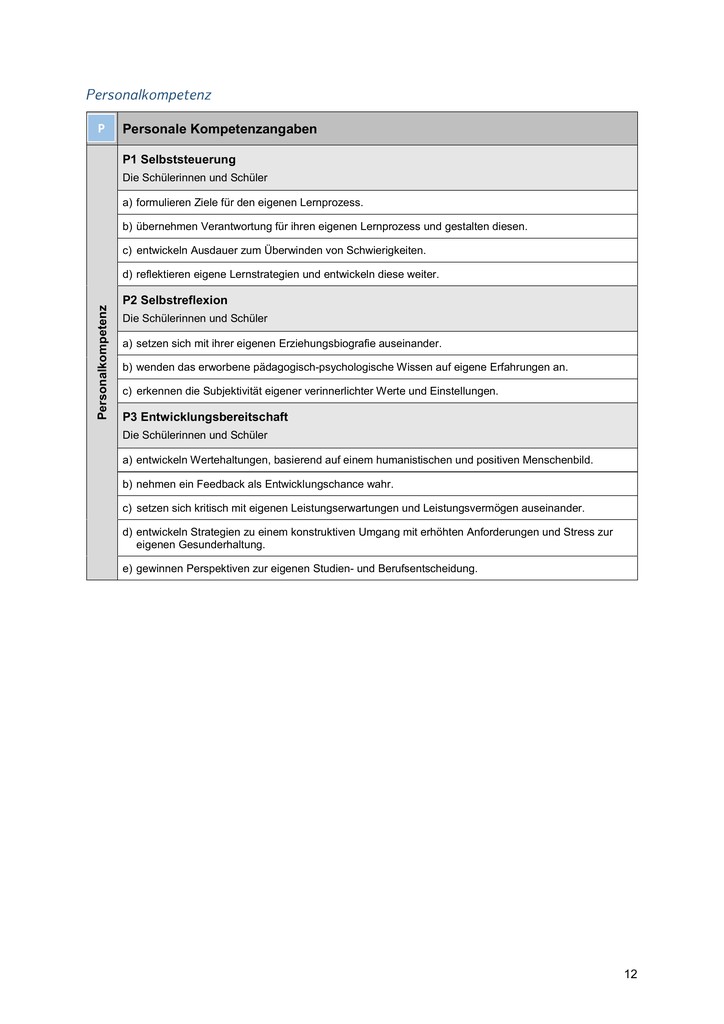 Personalkompetenz
P Personale Kompetenzangaben
Personalkompetenz
P1 Selbststeuerung
Die Schülerinnen und Schüler
a) formulieren Ziele für den eigenen Lernprozess.
b) übernehmen Verantwortung für ihren eigenen Lernprozess und gestalten diesen.
c) entwickeln Ausdauer zum Überwinden von Schwierigkeiten.
d) reflektieren eigene Lernstrategien und entwickeln diese weiter.
P2 Selbstreflexion
Die Schülerinnen und Schüler
a) setzen sich mit ihrer eigenen Erziehungsbiografie auseinander.
b) wenden das erworbene pädagogisch-psychologische Wissen auf eigene Erfahrungen an.
c) erkennen die Subjektivität eigener verinnerlichter Werte und Einstellungen.
P3 Entwicklungsbereitschaft
Die Schülerinnen und Schüler
a) entwickeln Wertehaltungen, basierend auf einem humanistischen und positiven Menschenbild.
b) nehmen ein Feedback als Entwicklungschance wahr.
c) setzen sich kritisch mit eigenen Leistungserwartungen und Leistungsvermögen auseinander.
d) entwickeln Strategien zu einem konstruktiven Umgang mit erhöhten Anforderungen und Stress zur
eigenen Gesunderhaltung.
e) gewinnen Perspektiven zur eigenen Studien- und Berufsentscheidung.
12